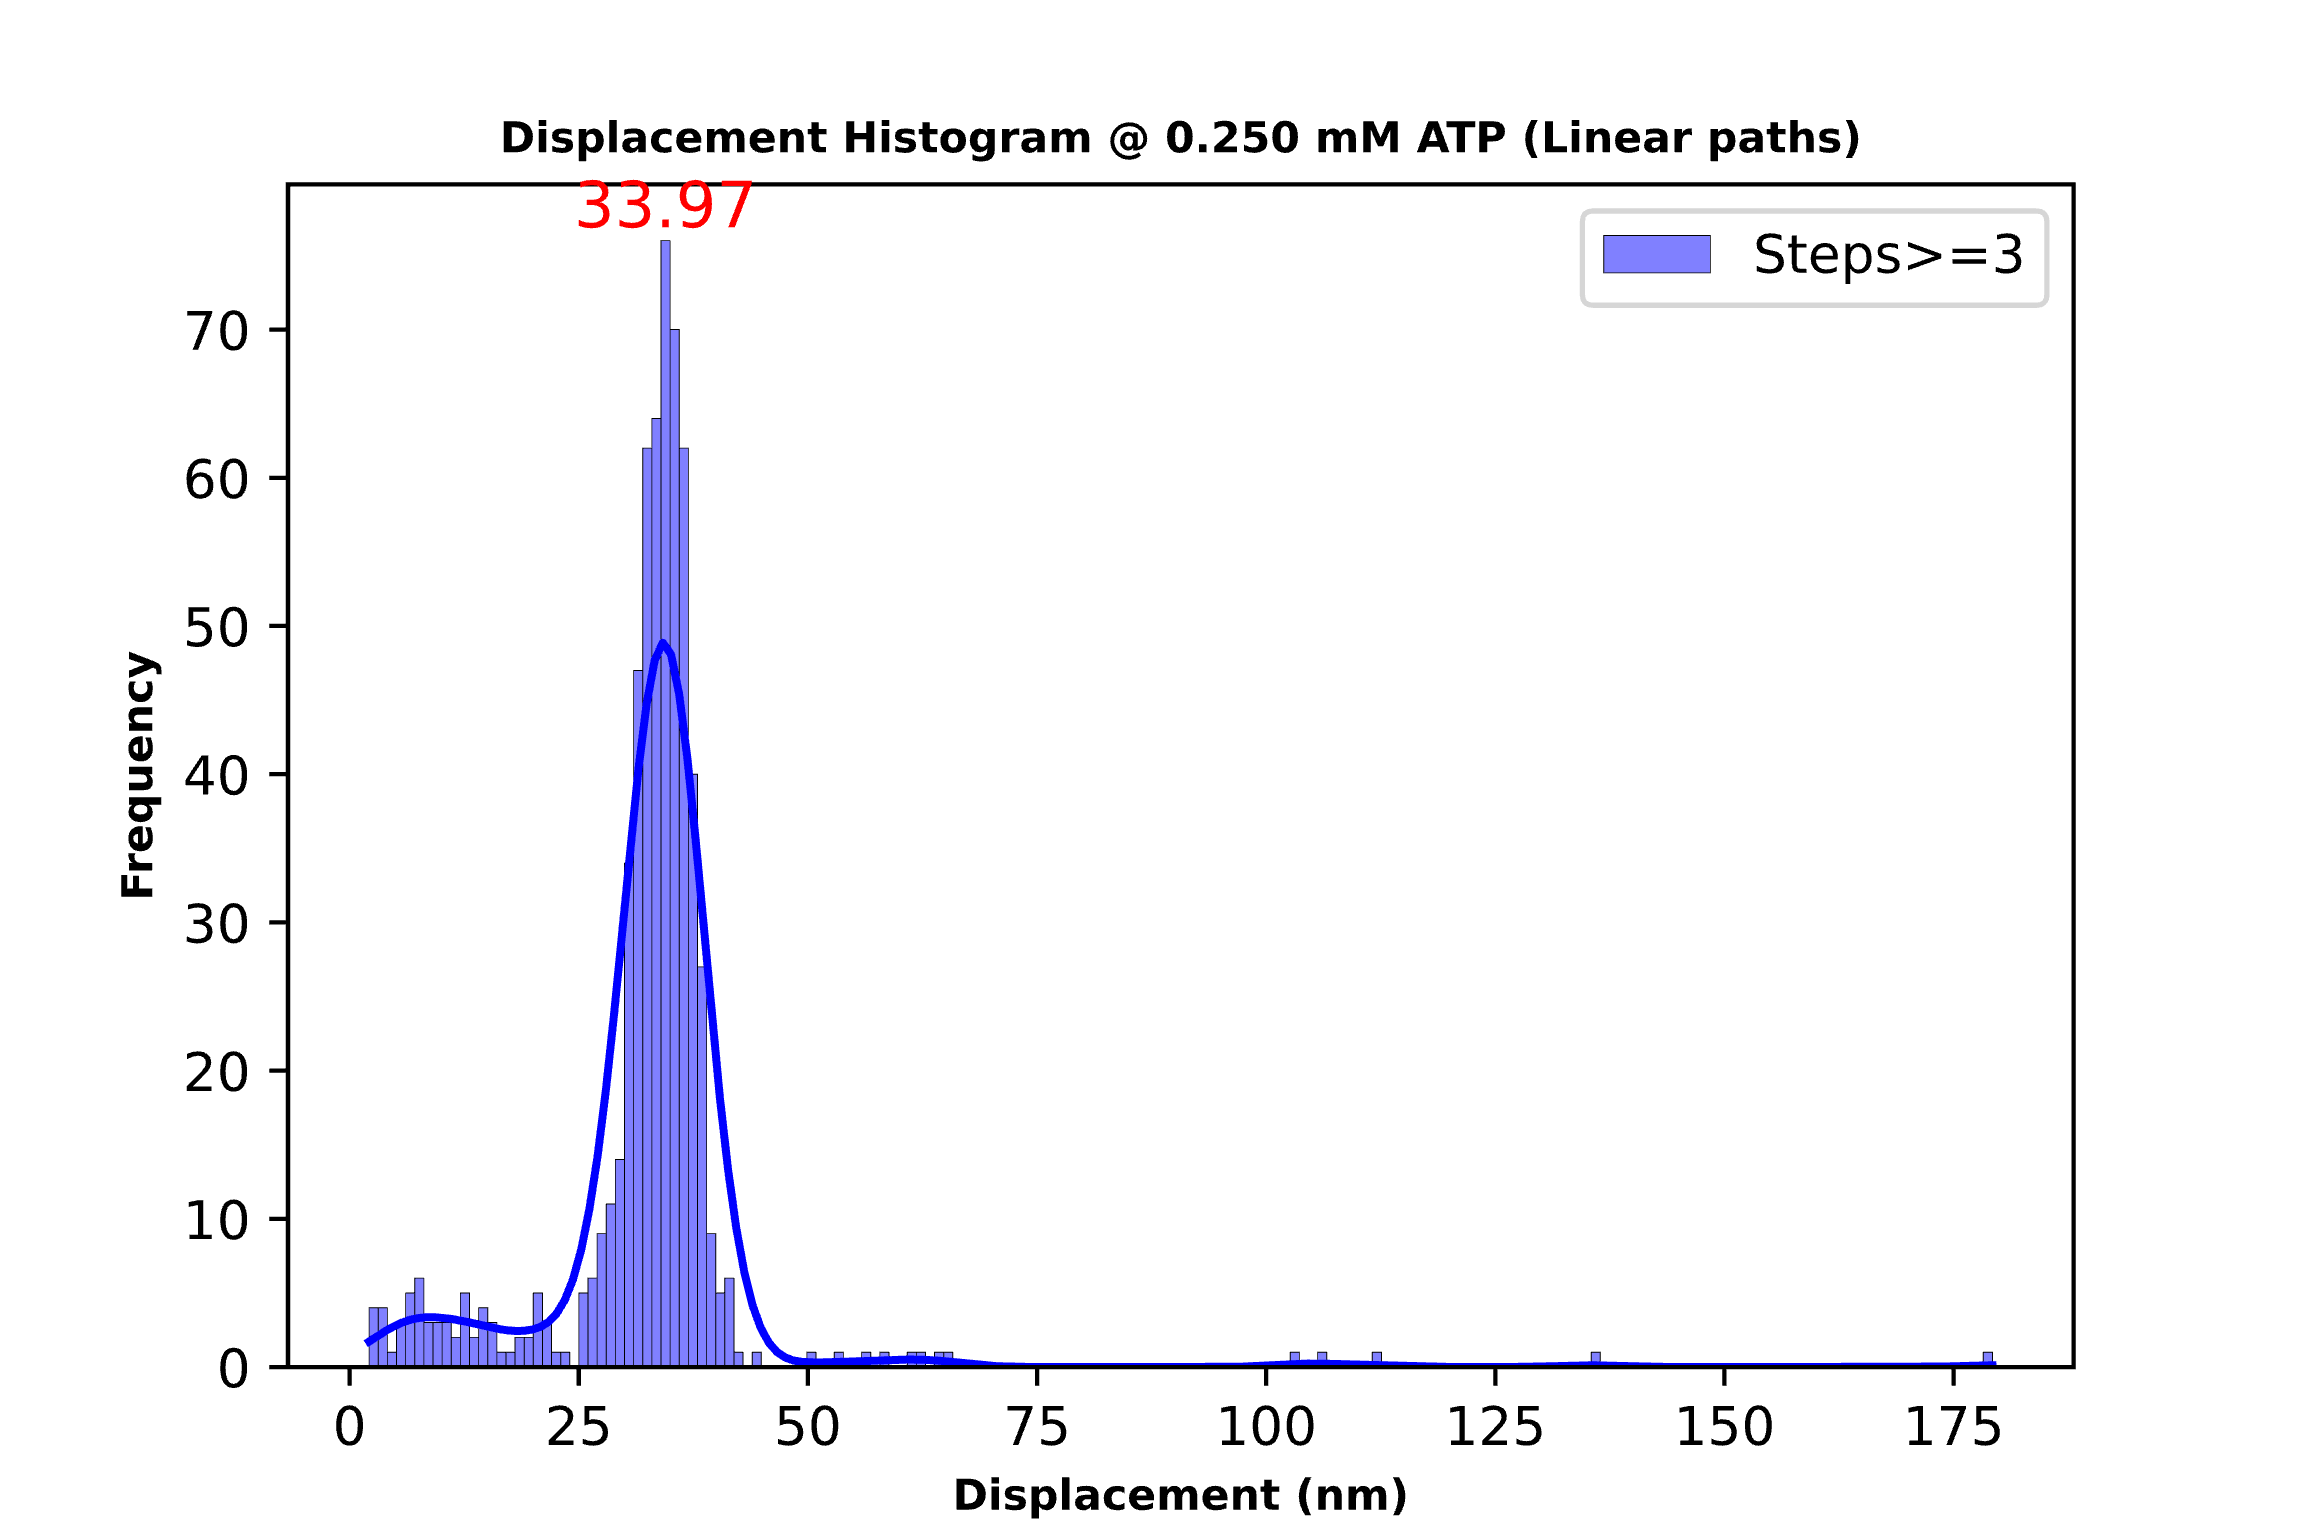 Displacement Histogram @ 0.250 mM ATP (Linear paths)
33.97
Steps>=3
70
60
50
40
30
20
10
0
Frequency
0 25 50 75 100 125 150 175
Displacement (nm)